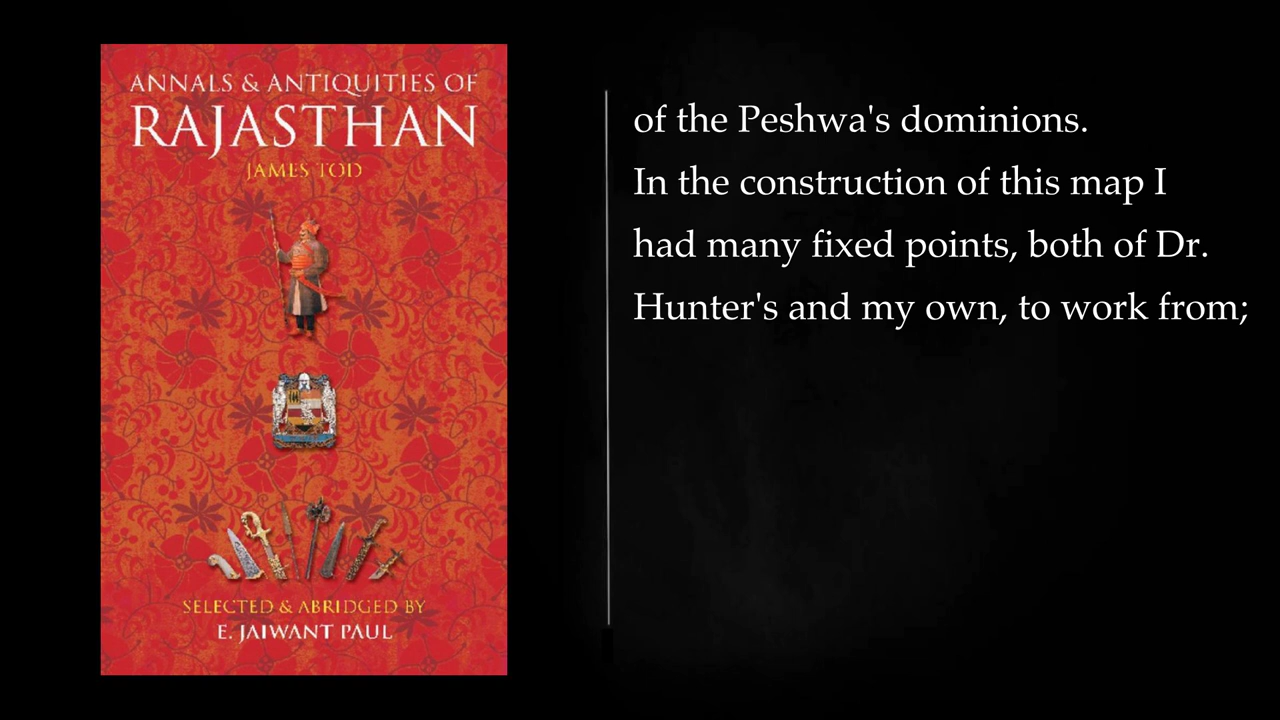 ANNALS & ANTIQUITIES OF
RAJASTHAN
JAMES TOD
SELECTED & ABRIDGED BY
E. JAIWANT PAUL
of the Peshwa's dominions.
In the construction of this map I
had many fixed points, both of Dr.
Hunter's and my own, to work from;